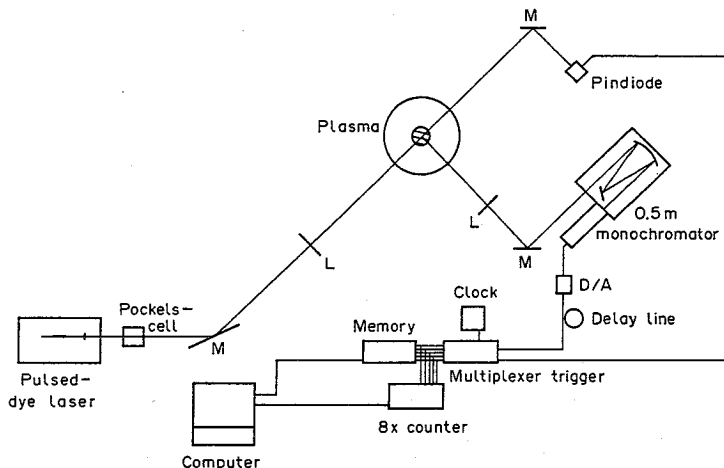 M
Pindiode
Plasma
L
L
M
0.5 m
monochromator
D/A
Clock
Delay line
Pockels-
cell
M
Memory
Multiplexer trigger
Pulsed-
dye laser
8x counter
Computer